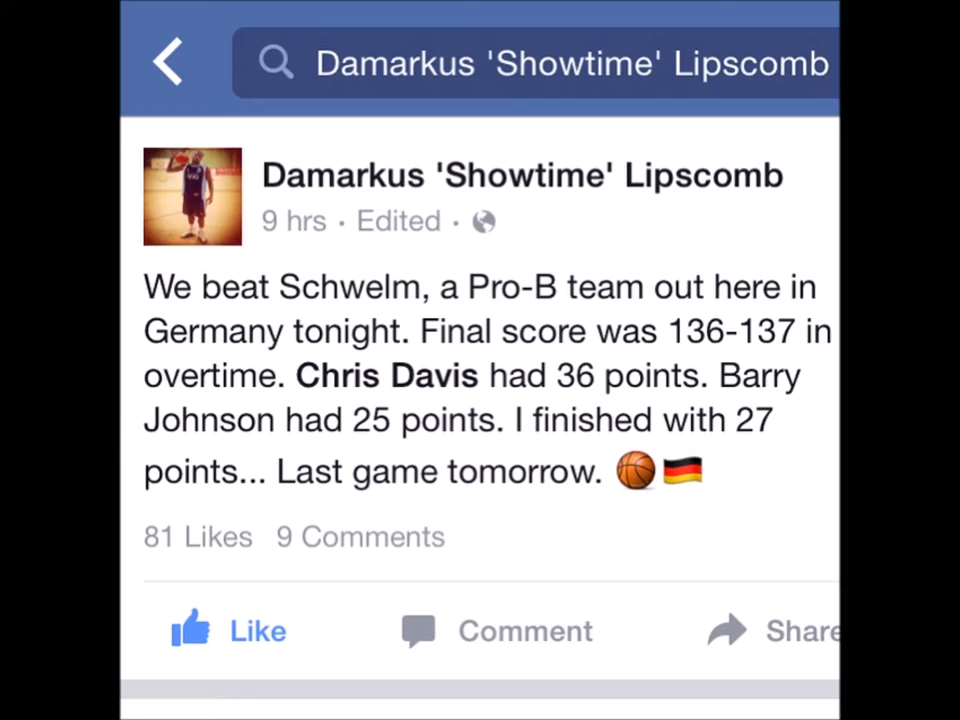 Damarkus 'Showtime' Lipscomb
Damarkus 'Showtime' Lipscomb
9 hrs · Edited ·
We beat Schwelm, a Pro-B team out here in
Germany tonight. Final score was 136-137 in
overtime. Chris Davis had 36 points. Barry
Johnson had 25 points. I finished with 27
points... Last game tomorrow. 🏀🇩🇪
81 Likes 9 Comments
Like Comment Share